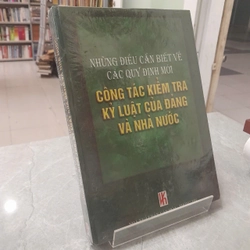 NHỮNG ĐIỀU CẦN BIẾT VỀ
CÁC QUY ĐỊNH MỚI
CÔNG TÁC KIỂM TRA
KỶ LUẬT CỦA ĐẢNG
VÀ NHÀ NƯỚC